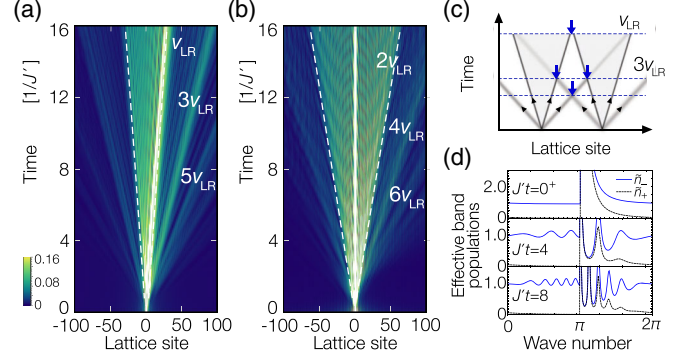 (a)
16
12
8
4
0
Time [1/J′]
v_LR
3v_LR
5v_LR
0.16
0.08
0
-100 -50 0 50 100
Lattice site
(b)
16
12
8
4
0
Time [1/J′]
2v_LR
4v_LR
6v_LR
-100 -50 0 50 100
Lattice site
(c)
v_LR
3v_LR
Time
Lattice site
(d)
Effective band
populations
2.0
1.0
0
1.0
0
1.0
0
J′t=0⁺
ñ₋
ñ₊
J′t=4
J′t=8
0 π 2π
Wave number